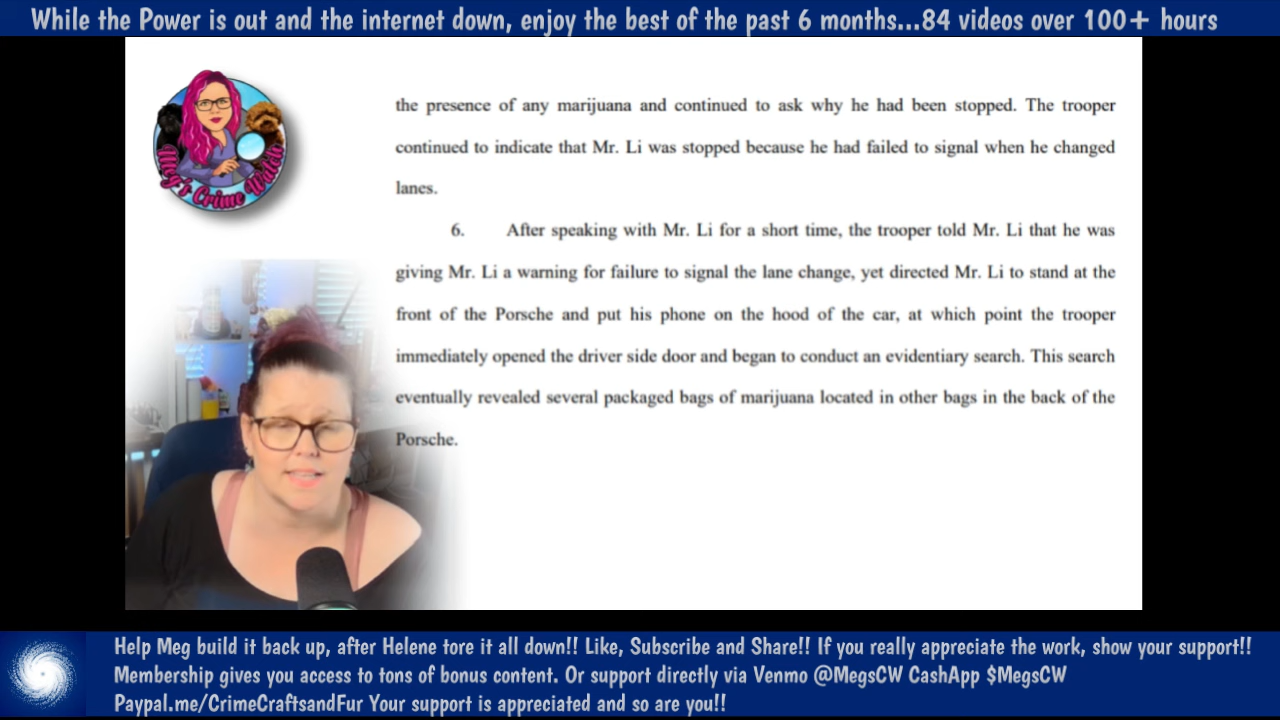 While the Power is out and the internet down, enjoy the best of the past 6 months...84 videos over 100+ hours
Meg's Crime Watch
the presence of any marijuana and continued to ask why he had been stopped. The trooper
continued to indicate that Mr. Li was stopped because he had failed to signal when he changed
lanes.
6. After speaking with Mr. Li for a short time, the trooper told Mr. Li that he was
giving Mr. Li a warning for failure to signal the lane change, yet directed Mr. Li to stand at the
front of the Porsche and put his phone on the hood of the car, at which point the trooper
immediately opened the driver side door and began to conduct an evidentiary search. This search
eventually revealed several packaged bags of marijuana located in other bags in the back of the
Porsche.
Help Meg build it back up, after Helene tore it all down!! Like, Subscribe and Share!! If you really appreciate the work, show your support!!
Membership gives you access to tons of bonus content. Or support directly via Venmo @MegsCW CashApp $MegsCW
Paypal.me/CrimeCraftsandFur Your support is appreciated and so are you!!